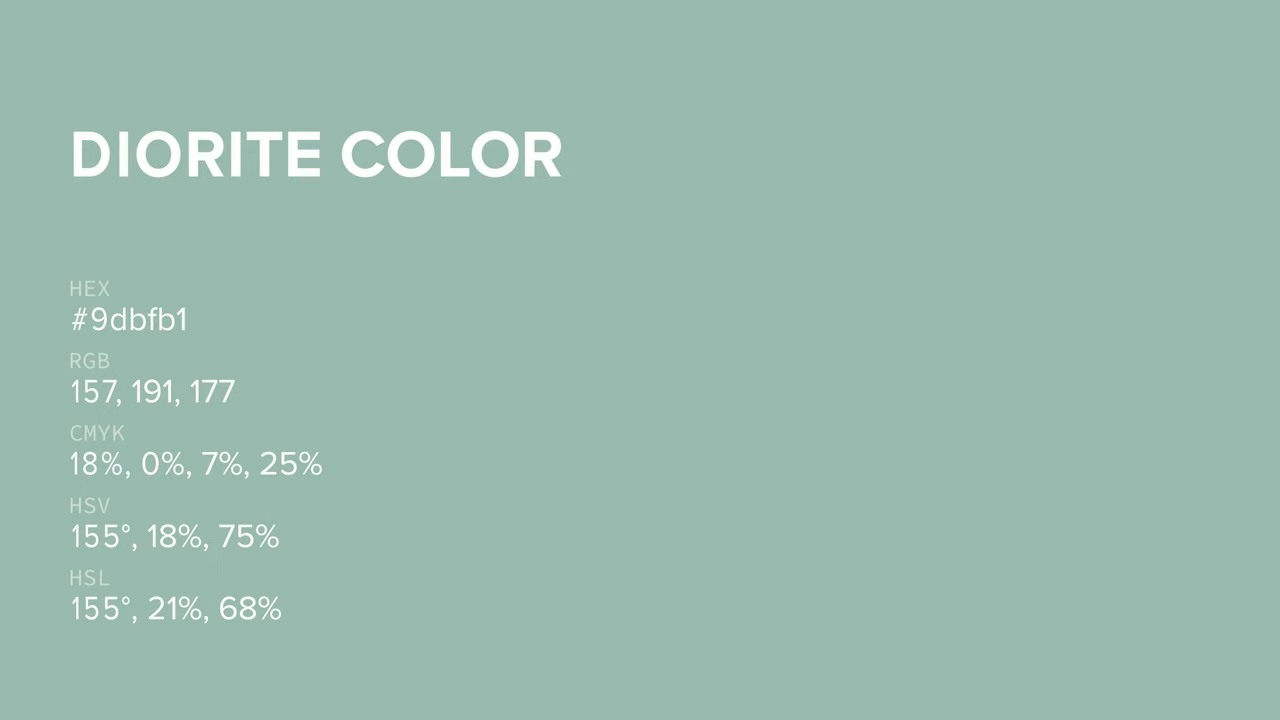 DIORITE COLOR
HEX
#9dbfb1
RGB
157, 191, 177
CMYK
18%, 0%, 7%, 25%
HSV
155°, 18%, 75%
HSL
155°, 21%, 68%